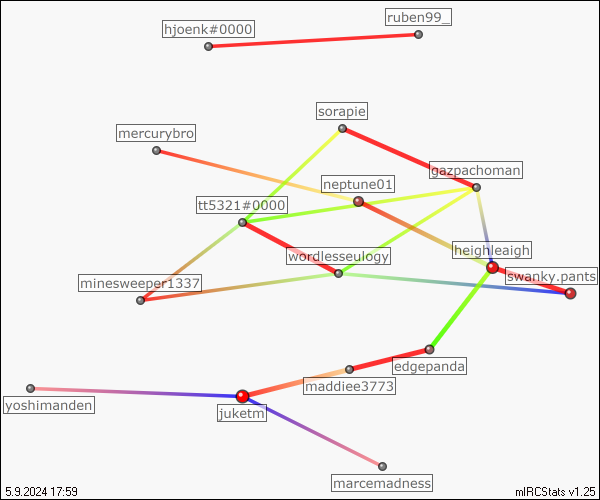 ruben99_
hjoenk#0000
sorapie
mercurybro
gazpachoman
neptune01
tt5321#0000
heighleaigh
wordlesseulogy
swanky.pants
minesweeper1337
edgepanda
maddiee3773
yoshimanden
juketm
marcemadness
5.9.2024 17:59
mIRCStats v1.25